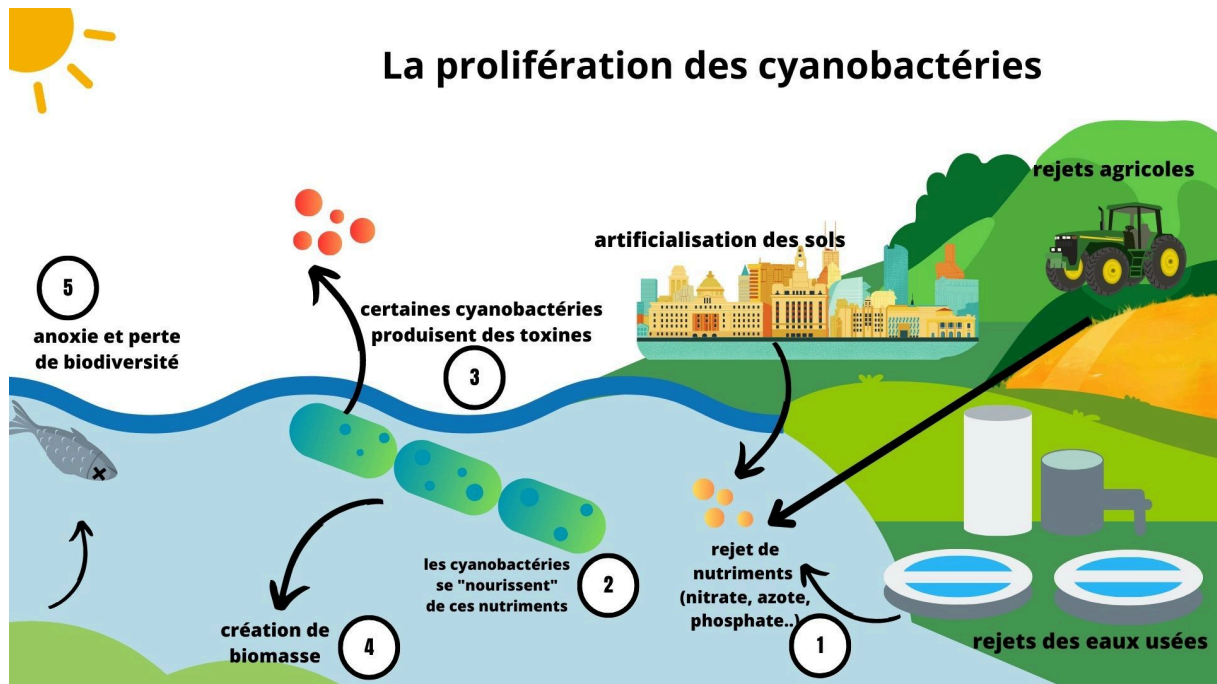 La prolifération des cyanobactéries
rejets agricoles
artificialisation des sols
5
anoxie et perte
de biodiversité
certaines cyanobactéries
produisent des toxines
3
les cyanobactéries
se "nourissent"
de ces nutriments
2
rejet de
nutriments
(nitrate, azote,
phosphate..)
1
création de
biomasse
4
rejets des eaux usées